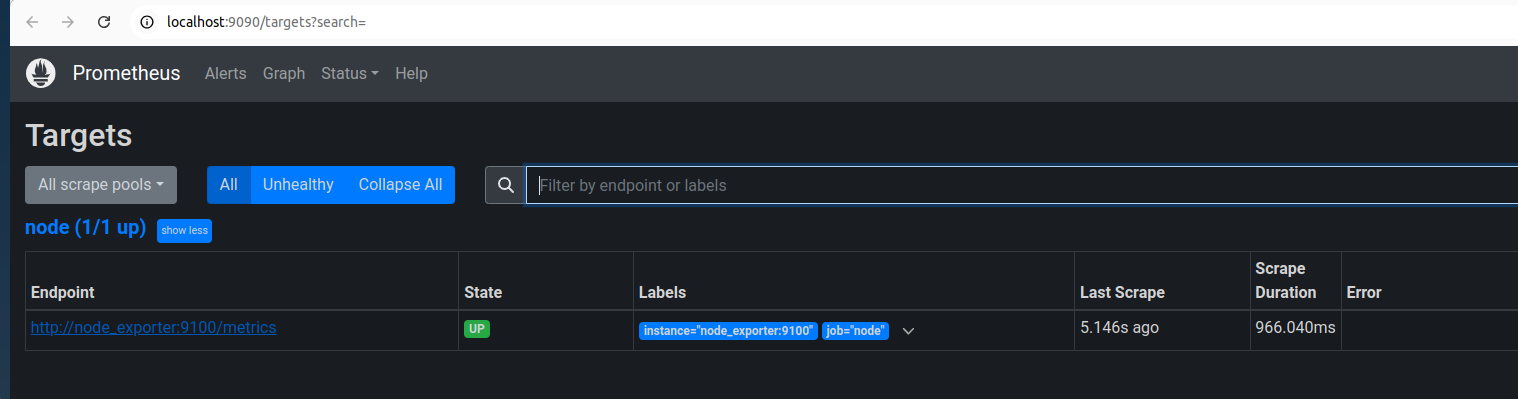 localhost:9090/targets?search=
Prometheus Alerts Graph Status Help
Targets
All scrape pools All Unhealthy Collapse All Filter by endpoint or labels
node (1/1 up) show less
Endpoint State Labels Last Scrape Scrape Duration Error
http://node_exporter:9100/metrics UP instance="node_exporter:9100" job="node" 5.146s ago 966.040ms